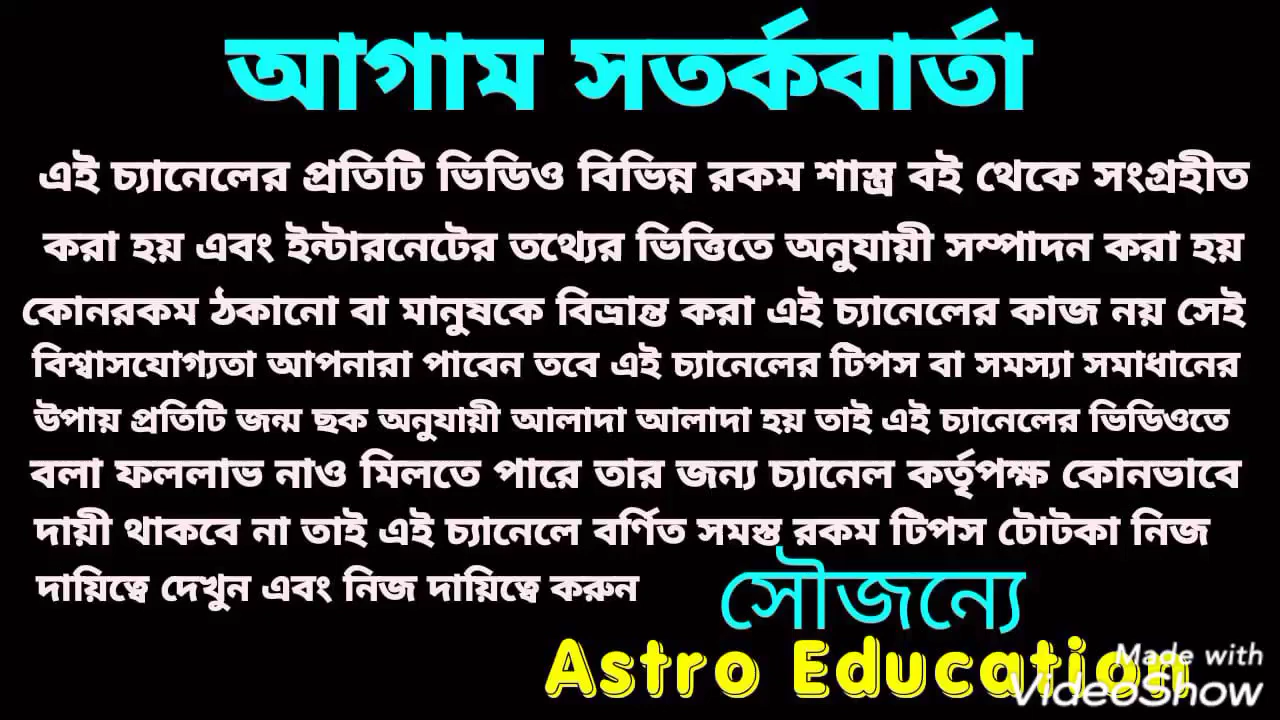 আগাম সতর্কবার্তা
এই চ্যানেলের প্রতিটি ভিডিও বিভিন্ন রকম শাস্ত্র বই থেকে সংগ্রহীত
করা হয় এবং ইন্টারনেটের তথ্যের ভিত্তিতে অনুযায়ী সম্পাদন করা হয়
কোনরকম ঠকানো বা মানুষকে বিভ্রান্ত করা এই চ্যানেলের কাজ নয় সেই
বিশ্বাসযোগ্যতা আপনারা পাবেন তবে এই চ্যানেলের টিপস বা সমস্যা সমাধানের
উপায় প্রতিটি জন্ম ছক অনুযায়ী আলাদা আলাদা হয় তাই এই চ্যানেলের ভিডিওতে
বলা ফললাভ নাও মিলতে পারে তার জন্য চ্যানেল কর্তৃপক্ষ কোনভাবে
দায়ী থাকবে না তাই এই চ্যানেলে বর্ণিত সমস্ত রকম টিপস টোটকা নিজ
দায়িত্বে দেখুন এবং নিজ দায়িত্বে করুন
সৌজন্যে
Astro Education
Made with
VideoShow